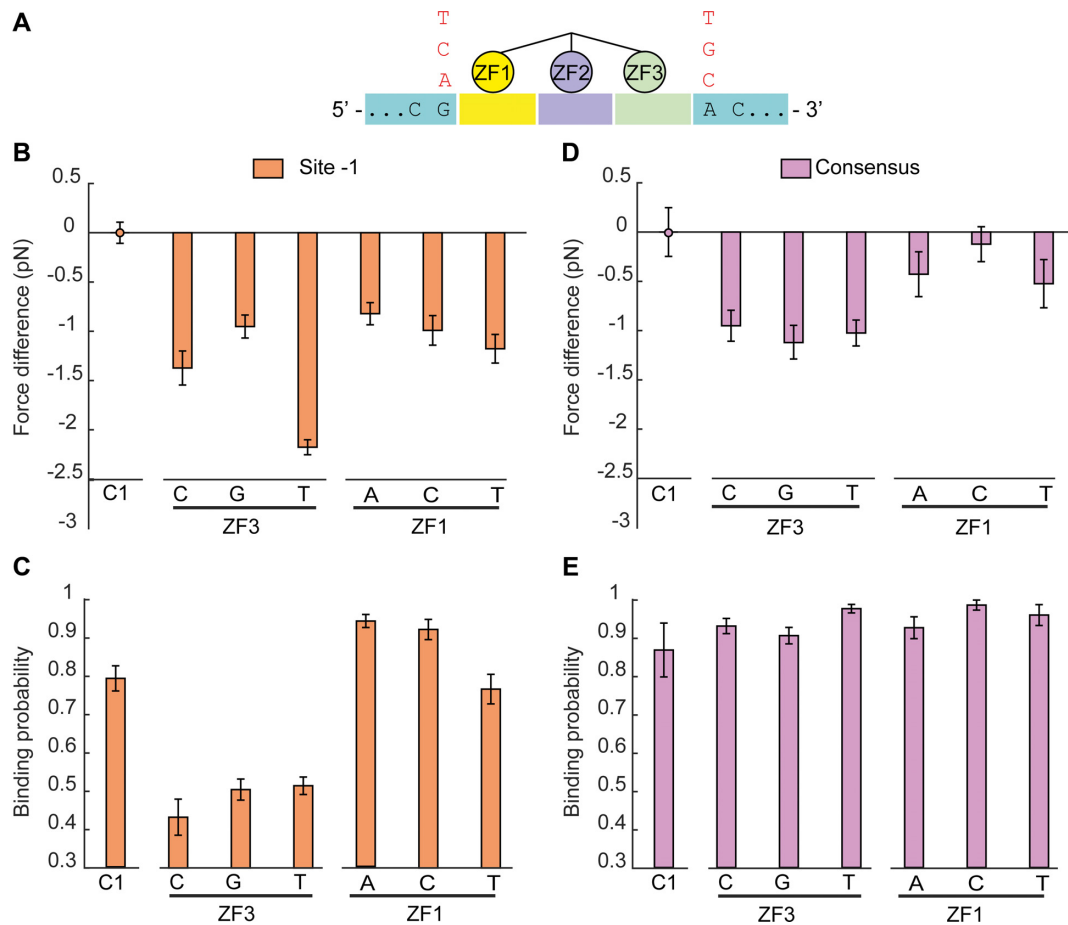 A
T T
C G
A ZF1 ZF2 ZF3 C
5' - ...C G A C... - 3'
B Site -1
Force difference (pN)
0.5
0
-0.5
-1
-1.5
-2
-2.5
-3
C1 C G T A C T
ZF3 ZF1
D Consensus
Force difference (pN)
0.5
0
-0.5
-1
-1.5
-2
-2.5
-3
C1 C G T A C T
ZF3 ZF1
C
Binding probability
1
0.9
0.8
0.7
0.6
0.5
0.4
0.3
C1 C G T A C T
ZF3 ZF1
E
Binding probability
1
0.9
0.8
0.7
0.6
0.5
0.4
0.3
C1 C G T A C T
ZF3 ZF1